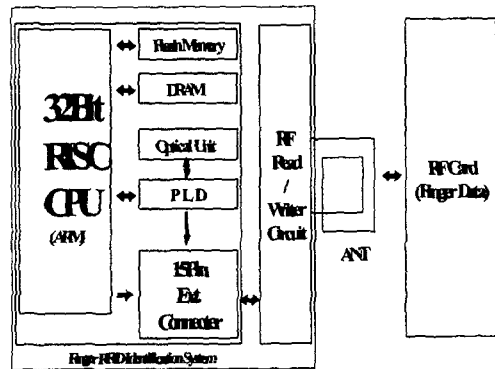 Flash Memory
DRAM
32Bit
RISC
CPU
(ARM)
Optical Unit
PLD
15Pin
Ext.
Connecter
RF
Read
/
Writer
Circuit
ANT
RF Card
(Finger Data)
Finger RFID Identification System